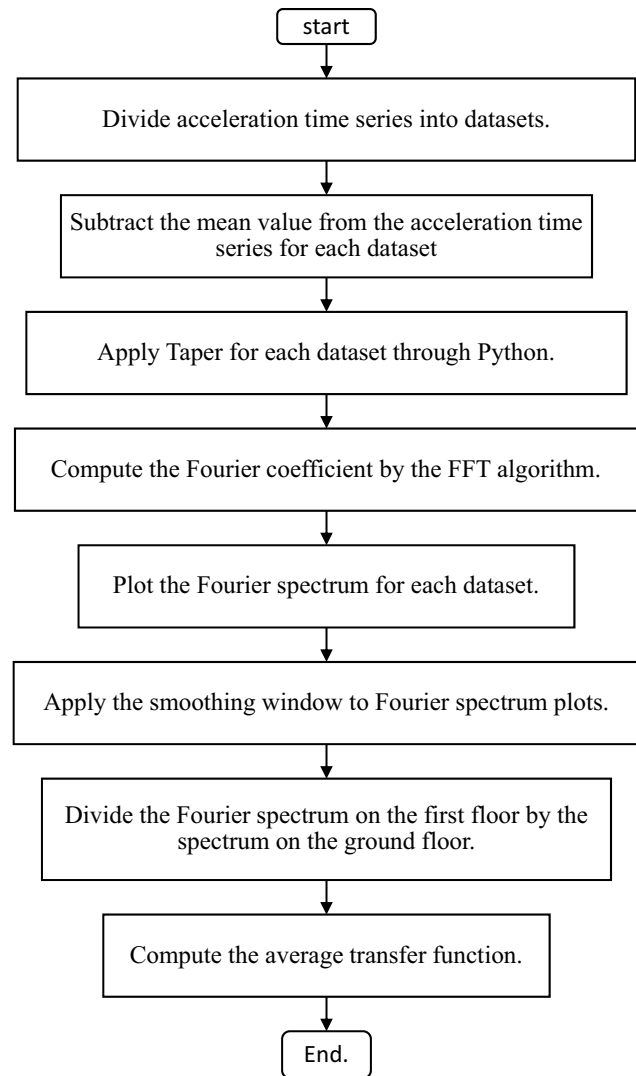 start
Divide acceleration time series into datasets.
Subtract the mean value from the acceleration time
series for each dataset
Apply Taper for each dataset through Python.
Compute the Fourier coefficient by the FFT algorithm.
Plot the Fourier spectrum for each dataset.
Apply the smoothing window to Fourier spectrum plots.
Divide the Fourier spectrum on the first floor by the
spectrum on the ground floor.
Compute the average transfer function.
End.